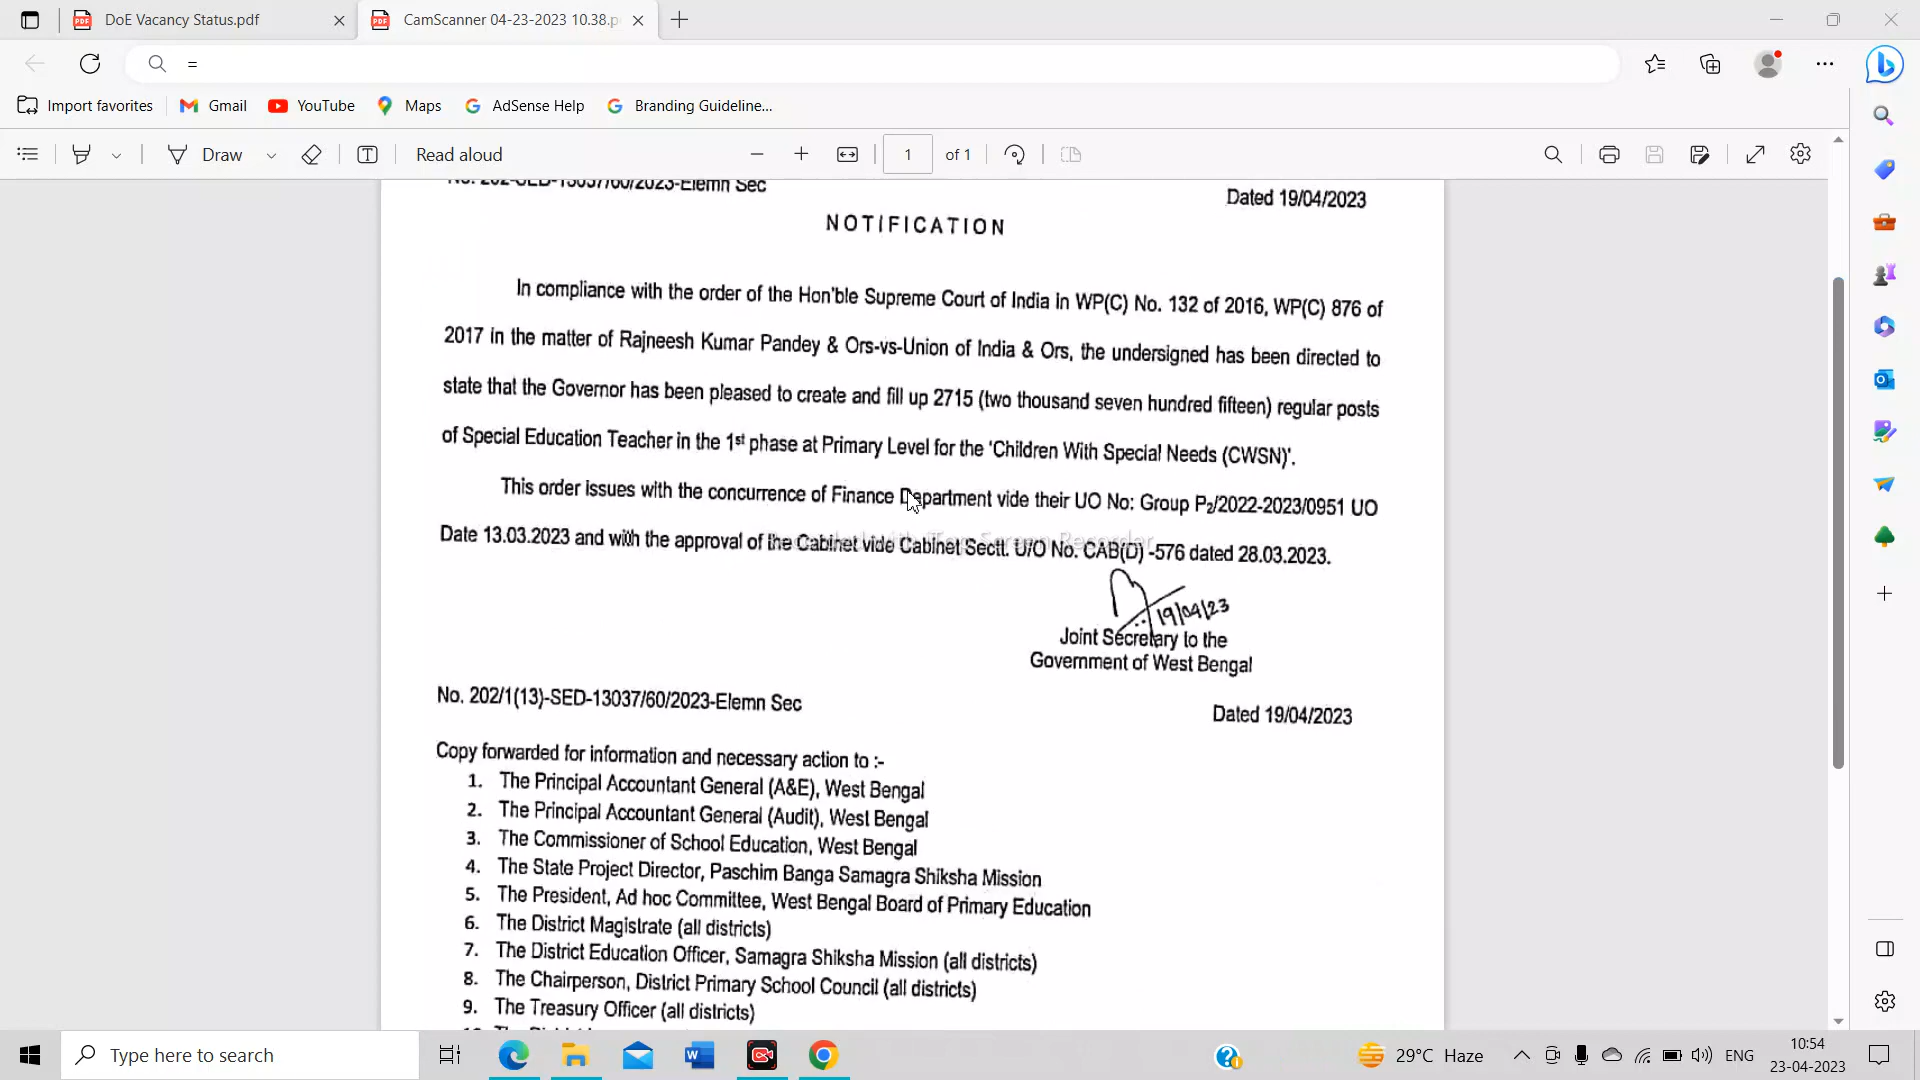 DoE Vacancy Status.pdf
CamScanner 04-23-2023 10.38.p
=
Import favorites
Gmail
YouTube
Maps
AdSense Help
Branding Guideline...
Draw
Read aloud
1
of 1
No. 202-SED-13037/60/2023-Elemn Sec
Dated 19/04/2023
NOTIFICATION
In compliance with the order of the Hon'ble Supreme Court of India in WP(C) No. 132 of 2016, WP(C) 876 of
2017 in the matter of Rajneesh Kumar Pandey & Ors-vs-Union of India & Ors, the undersigned has been directed to
state that the Governor has been pleased to create and fill up 2715 (two thousand seven hundred fifteen) regular posts
of Special Education Teacher in the 1st phase at Primary Level for the 'Children With Special Needs (CWSN)'.
This order issues with the concurrence of Finance Department vide their UO No: Group P2/2022-2023/0951 UO
Date 13.03.2023 and with the approval of the Cabinet vide Cabinet Sectt. U/O No. CAB(D) -576 dated 28.03.2023.
Screen Recorder
19/04/23
Joint Secretary to the
Government of West Bengal
No. 202/1(13)-SED-13037/60/2023-Elemn Sec
Dated 19/04/2023
Copy forwarded for information and necessary action to :-
1. The Principal Accountant General (A&E), West Bengal
2. The Principal Accountant General (Audit), West Bengal
3. The Commissioner of School Education, West Bengal
4. The State Project Director, Paschim Banga Samagra Shiksha Mission
5. The President, Ad hoc Committee, West Bengal Board of Primary Education
6. The District Magistrate (all districts)
7. The District Education Officer, Samagra Shiksha Mission (all districts)
8. The Chairperson, District Primary School Council (all districts)
9. The Treasury Officer (all districts)
Type here to search
29°C Haze
ENG
10:54
23-04-2023